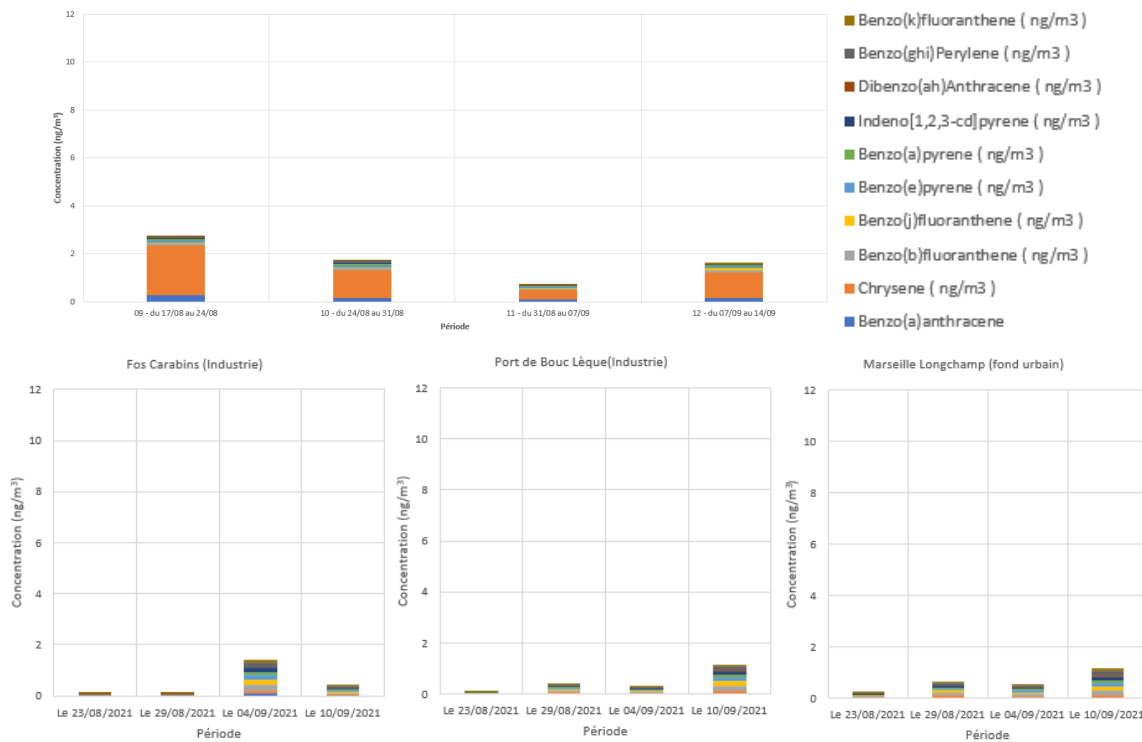 12
10
8
6
4
2
0
Concentration (ng/m³)
09 - du 17/08 au 24/08
10 - du 24/08 au 31/08
11 - du 31/08 au 07/09
12 - du 07/09 au 14/09
Période
Benzo(k)fluoranthene ( ng/m3 )
Benzo(ghi)Perylene ( ng/m3 )
Dibenzo(ah)Anthracene ( ng/m3 )
Indeno[1,2,3-cd]pyrene ( ng/m3 )
Benzo(a)pyrene ( ng/m3 )
Benzo(e)pyrene ( ng/m3 )
Benzo(j)fluoranthene ( ng/m3 )
Benzo(b)fluoranthene ( ng/m3 )
Chrysene ( ng/m3 )
Benzo(a)anthracene
Fos Carabins (Industrie)
12
10
8
6
4
2
0
Concentration (ng/m³)
Le 23/08/2021
Le 29/08/2021
Le 04/09/2021
Le 10/09/2021
Période
Port de Bouc Lèque(Industrie)
12
10
8
6
4
2
0
Concentration (ng/m³)
Le 23/08/2021
Le 29/08/2021
Le 04/09/2021
Le 10/09/2021
Période
Marseille Longchamp (fond urbain)
12
10
8
6
4
2
0
Concentration (ng/m³)
Le 23/08/2021
Le 29/08/2021
Le 04/09/2021
Le 10/09/2021
Période